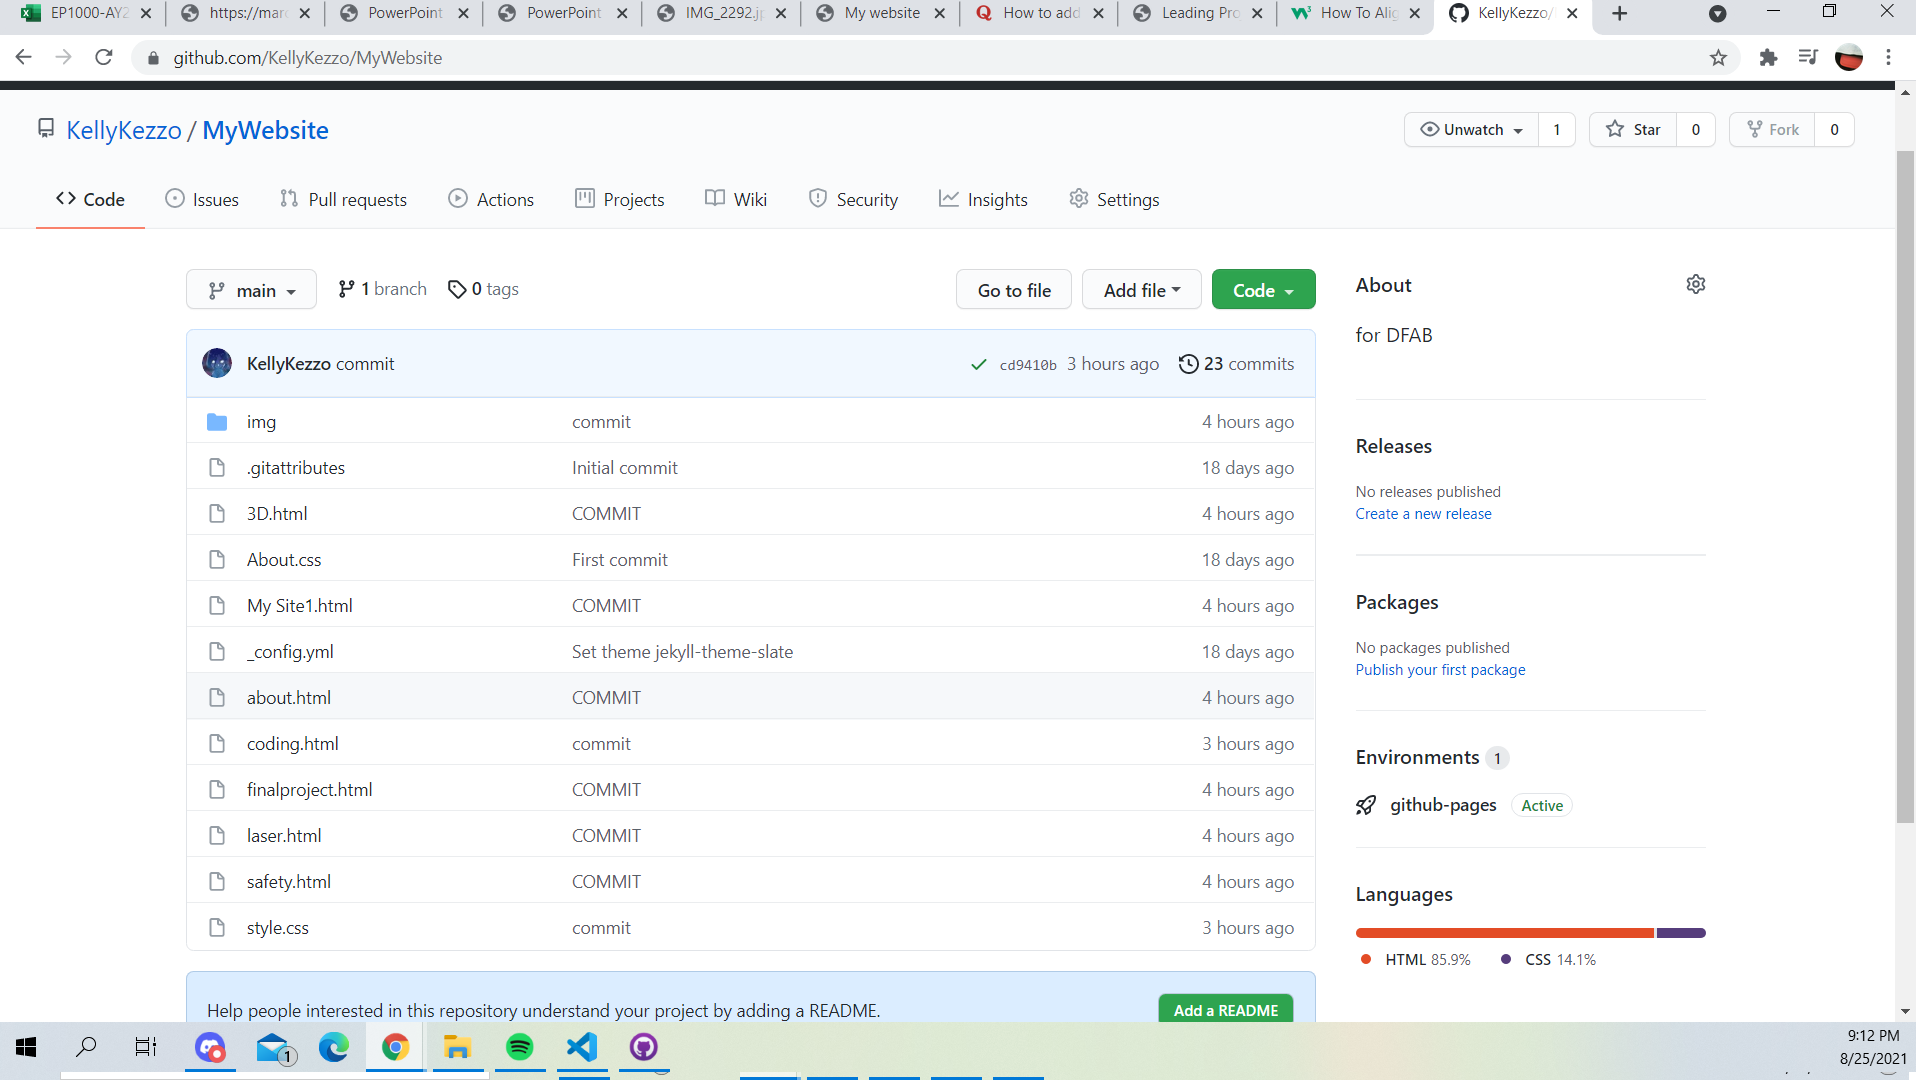 EP1000-AY2
https://mar
PowerPoint
PowerPoint
IMG_2292.j
My website
How to add
Leading Pro
How To Alig
KellyKezzo/
github.com/KellyKezzo/MyWebsite
KellyKezzo / MyWebsite
Unwatch 1 Star 0 Fork 0
Code Issues Pull requests Actions Projects Wiki Security Insights Settings
main 1 branch 0 tags Go to file Add file Code
KellyKezzo commit cd9410b 3 hours ago 23 commits
img commit 4 hours ago
.gitattributes Initial commit 18 days ago
3D.html COMMIT 4 hours ago
About.css First commit 18 days ago
My Site1.html COMMIT 4 hours ago
_config.yml Set theme jekyll-theme-slate 18 days ago
about.html COMMIT 4 hours ago
coding.html commit 3 hours ago
finalproject.html COMMIT 4 hours ago
laser.html COMMIT 4 hours ago
safety.html COMMIT 4 hours ago
style.css commit 3 hours ago
Help people interested in this repository understand your project by adding a README. Add a README
About
for DFAB
Releases
No releases published
Create a new release
Packages
No packages published
Publish your first package
Environments 1
github-pages Active
Languages
HTML 85.9% CSS 14.1%
1
9:12 PM
8/25/2021